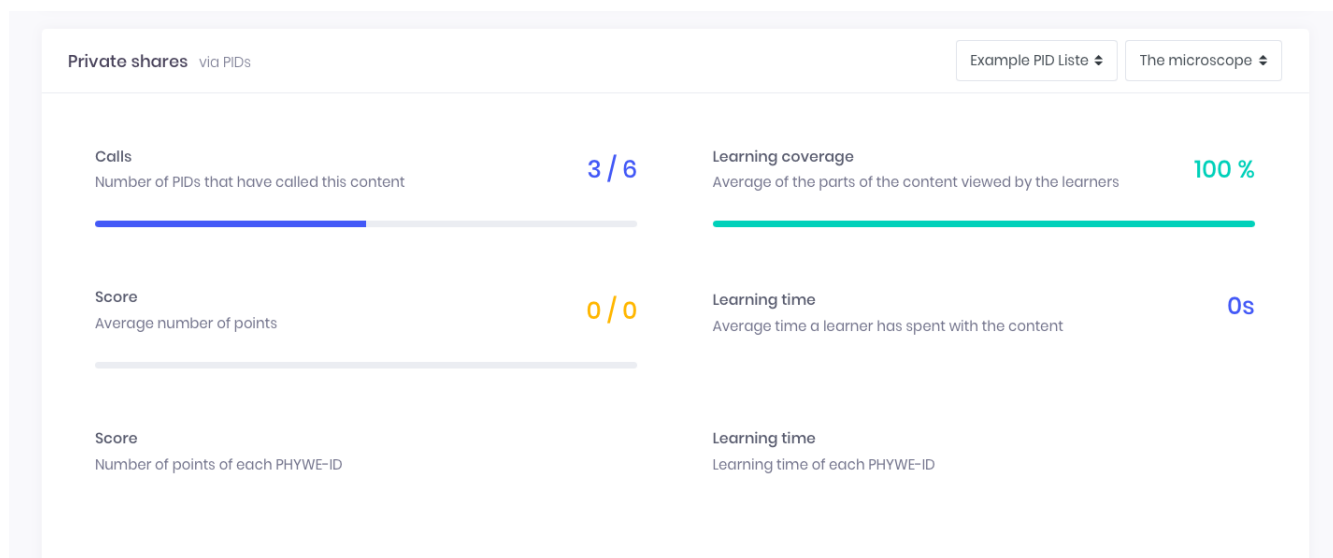 Private shares via PIDs
Example PID Liste
The microscope
Calls
Number of PIDs that have called this content
3 / 6
Learning coverage
Average of the parts of the content viewed by the learners
100 %
Score
Average number of points
0 / 0
Learning time
Average time a learner has spent with the content
0s
Score
Number of points of each PHYWE-ID
Learning time
Learning time of each PHYWE-ID